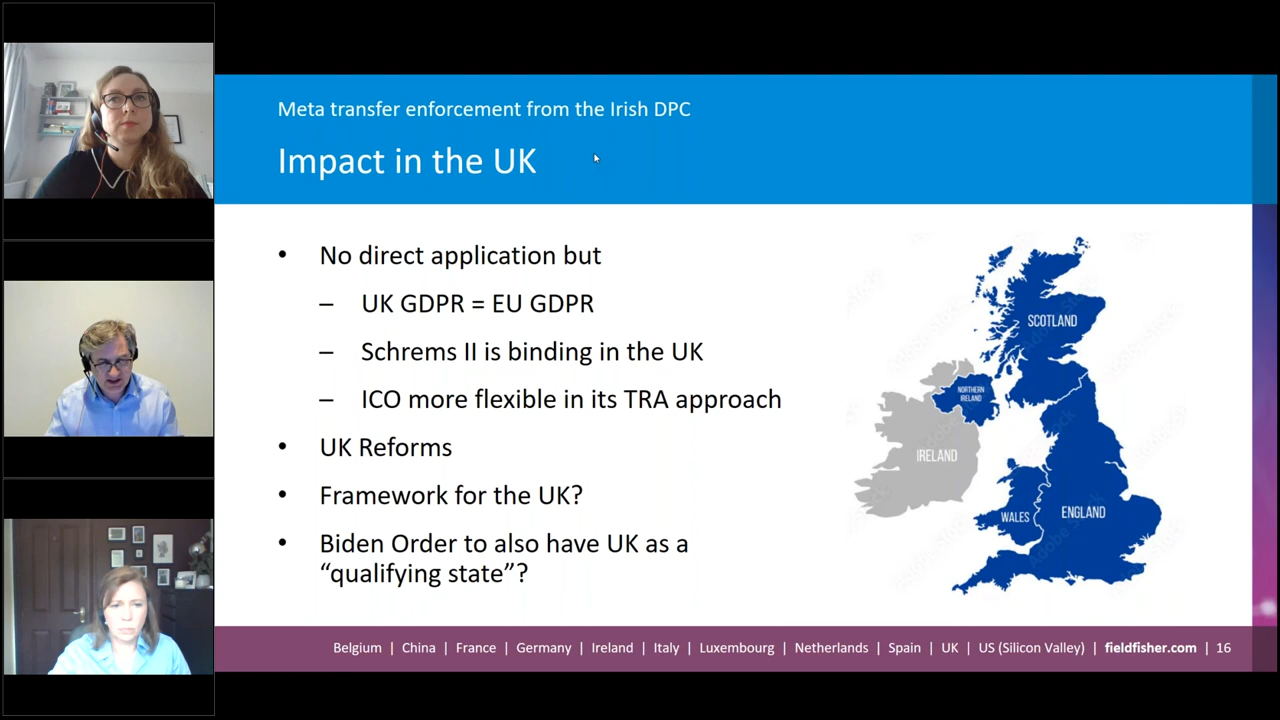 Meta transfer enforcement from the Irish DPC
Impact in the UK
• No direct application but
– UK GDPR = EU GDPR
– Schrems II is binding in the UK
– ICO more flexible in its TRA approach
• UK Reforms
• Framework for the UK?
• Biden Order to also have UK as a
“qualifying state”?
SCOTLAND
NORTHERN
IRELAND
IRELAND
WALES
ENGLAND
Belgium | China | France | Germany | Ireland | Italy | Luxembourg | Netherlands | Spain | UK | US (Silicon Valley) | fieldfisher.com | 16